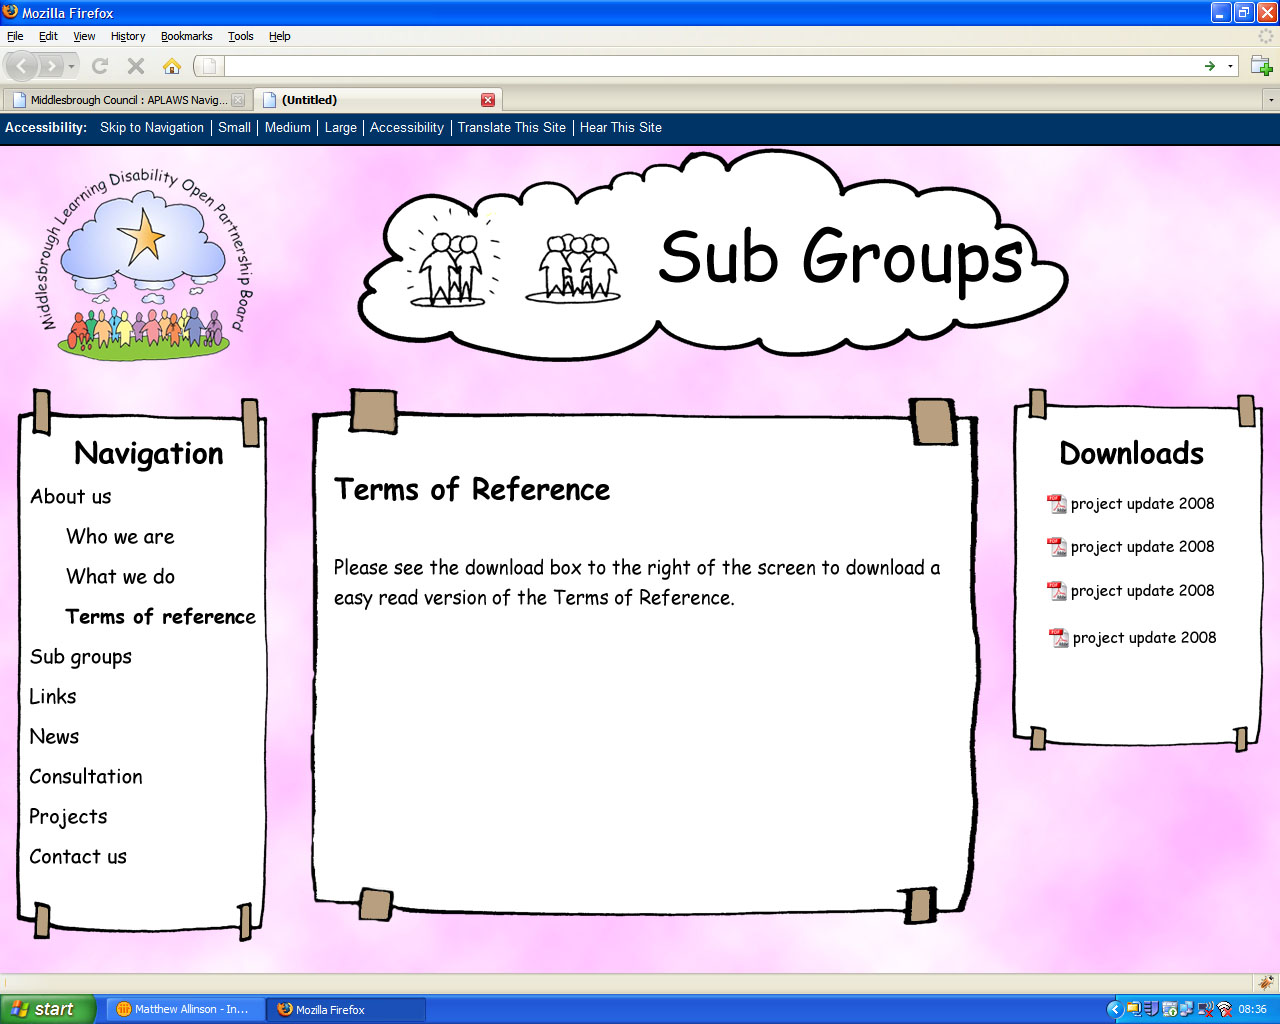 Mozilla Firefox
File Edit View History Bookmarks Tools Help
Middlesbrough Council : APLAWS Navig... (Untitled)
Accessibility: Skip to Navigation Small Medium Large Accessibility Translate This Site Hear This Site
Middlesbrough Learning Disability Open Partnership Board
Sub Groups
Navigation
About us
Who we are
What we do
Terms of reference
Sub groups
Links
News
Consultation
Projects
Contact us
Terms of Reference
Please see the download box to the right of the screen to download a
easy read version of the Terms of Reference.
Downloads
project update 2008
project update 2008
project update 2008
project update 2008
start Matthew Allinson - In... Mozilla Firefox 08:36